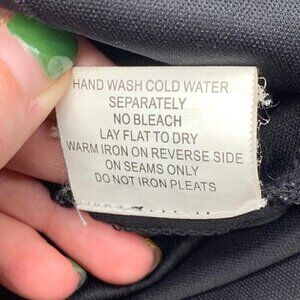 HAND WASH COLD WATER
SEPARATELY
NO BLEACH
LAY FLAT TO DRY
WARM IRON ON REVERSE SIDE
ON SEAMS ONLY
DO NOT IRON PLEATS